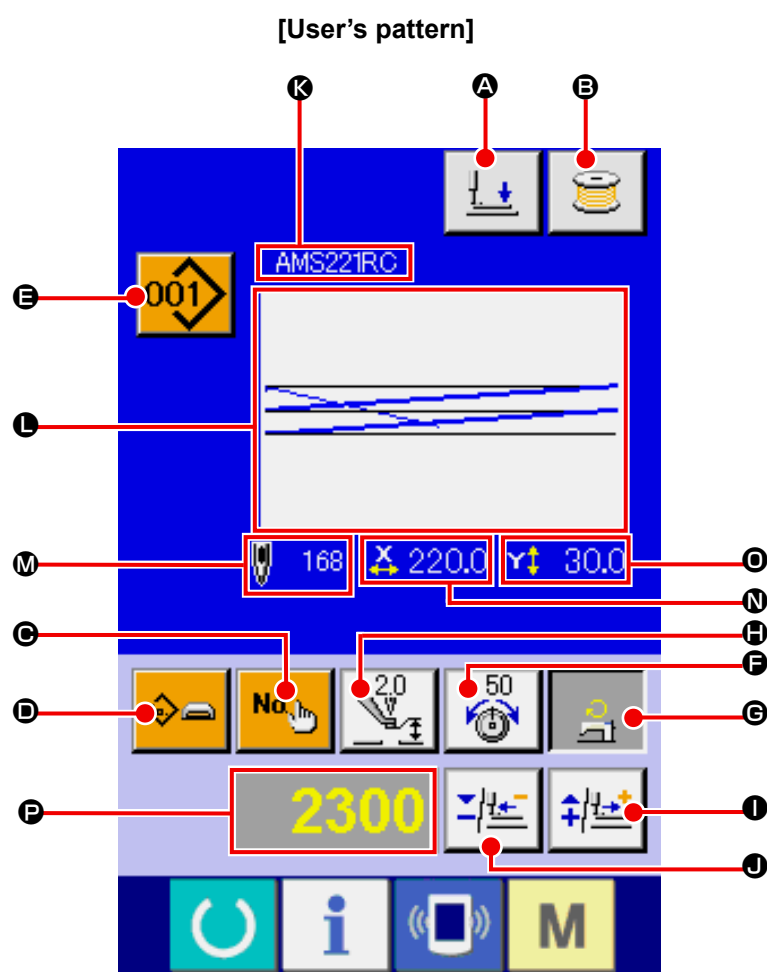 [User's pattern]
K A B
AMS221RC
E 001
L
M 168 X 220.0 Y 30.0 O
N
C H
F
D No. 2.0 50 G
P 2300 I
J
i M